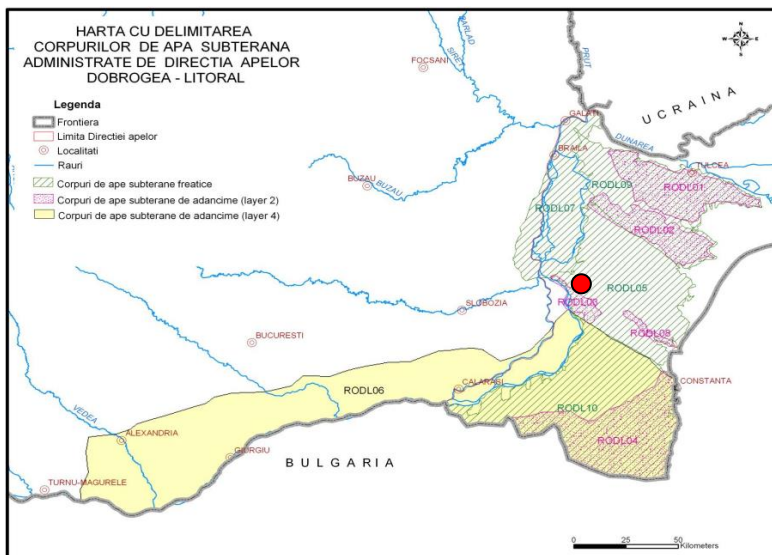 HARTA CU DELIMITAREA
CORPURILOR DE APA SUBTERANA
ADMINISTRATE DE DIRECTIA APELOR
DOBROGEA - LITORAL
Legenda
Frontiera
Limita Directiei apelor
Localitati
Rauri
Corpuri de ape subterane freatice
Corpuri de ape subterane de adancime (layer 2)
Corpuri de ape subterane de adancime (layer 4)
N
W
E
S
BARLAD
SIRET
PRUT
FOCSANI
UCRAINA
GALATI
DUNAREA
BRAILA
TULCEA
BUZAU
BUZAU
RODL09
RODL01
RODL07
RODL02
RODL05
RODL03
SLOBOZIA
RODL08
BUCURESTI
CALARASI
CONSTANTA
RODL06
RODL10
VEDEA
ALEXANDRIA
RODL04
GIURGIU
BULGARIA
TURNU-MAGURELE
0 25 50
Kilometers